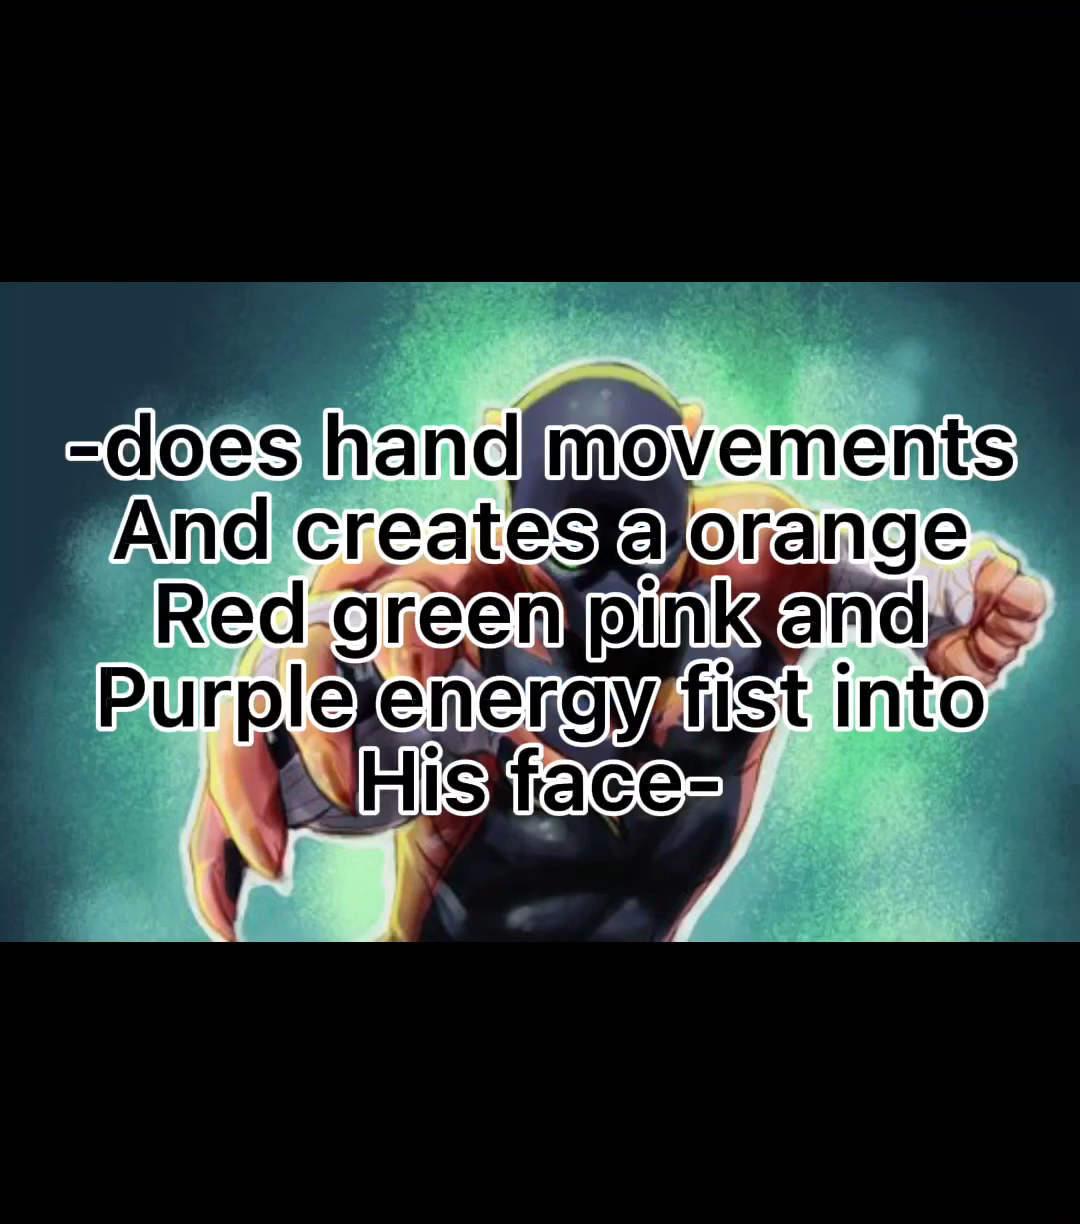 -does hand movements
And creates a orange
Red green pink and
Purple energy fist into
His face-